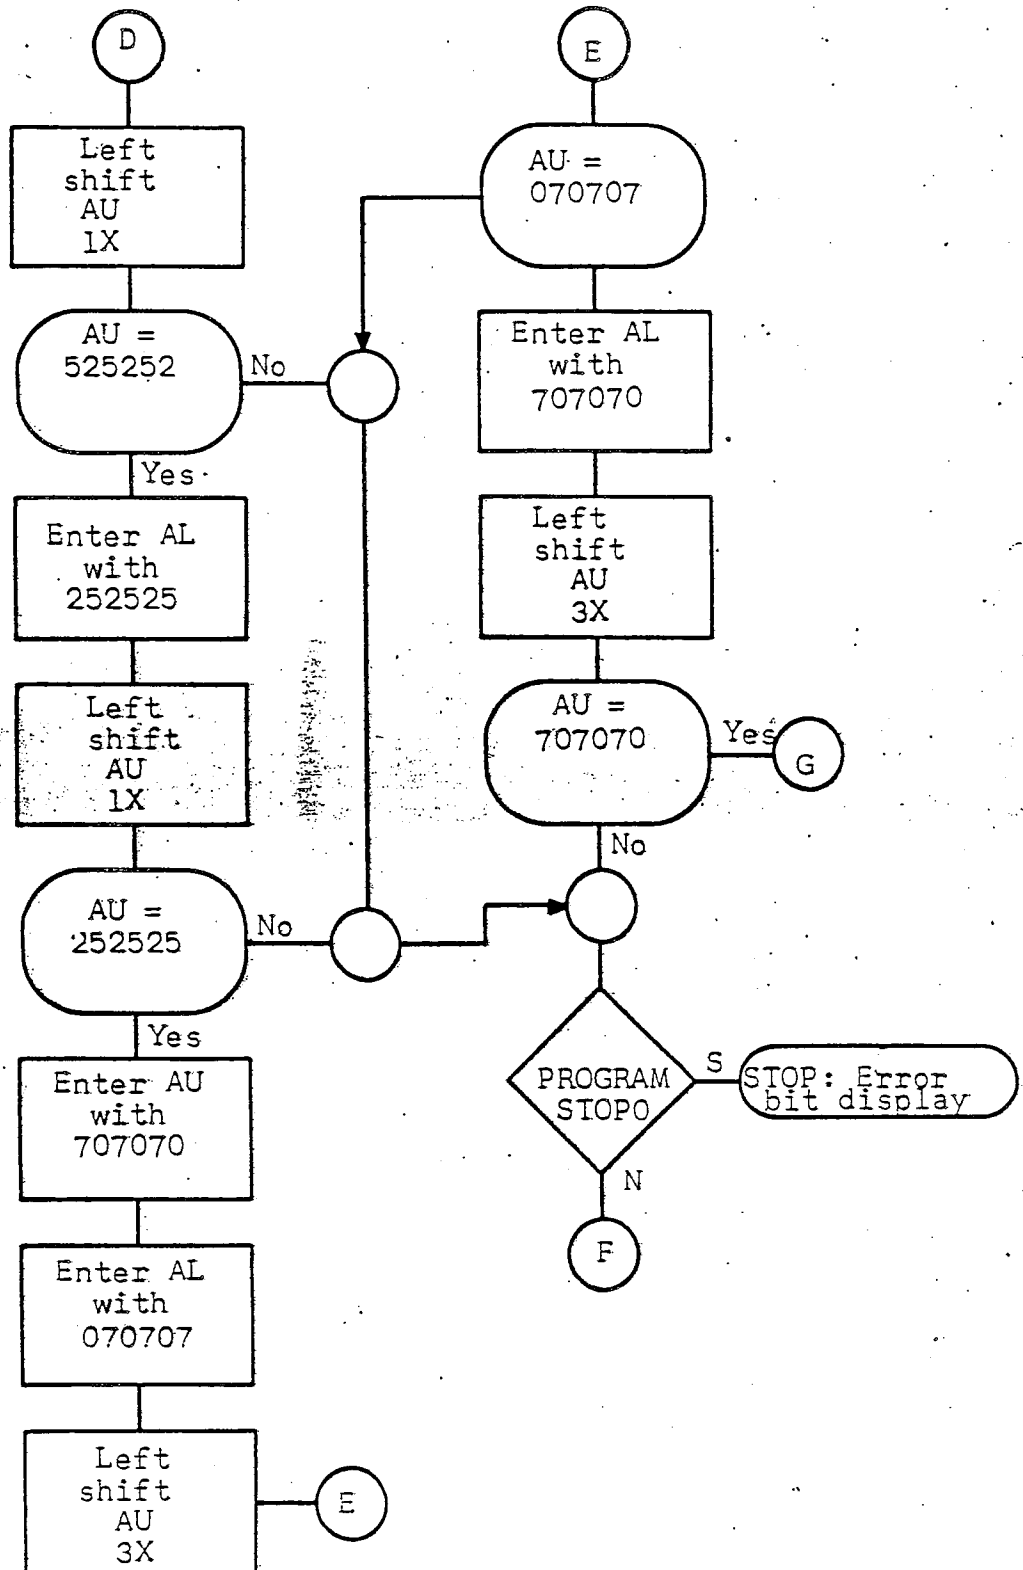 D
Left
shift
AU
1X
AU =
525252
No
Yes
Enter AL
with
252525
Left
shift
AU
1X
AU =
252525
No
Yes
Enter AU
with
707070
Enter AL
with
070707
Left
shift
AU
3X
E
E
AU =
070707
Enter AL
with
707070
Left
shift
AU
3X
AU =
707070
Yes
G
No
PROGRAM
STOPO
S
STOP: Error
bit display
N
F